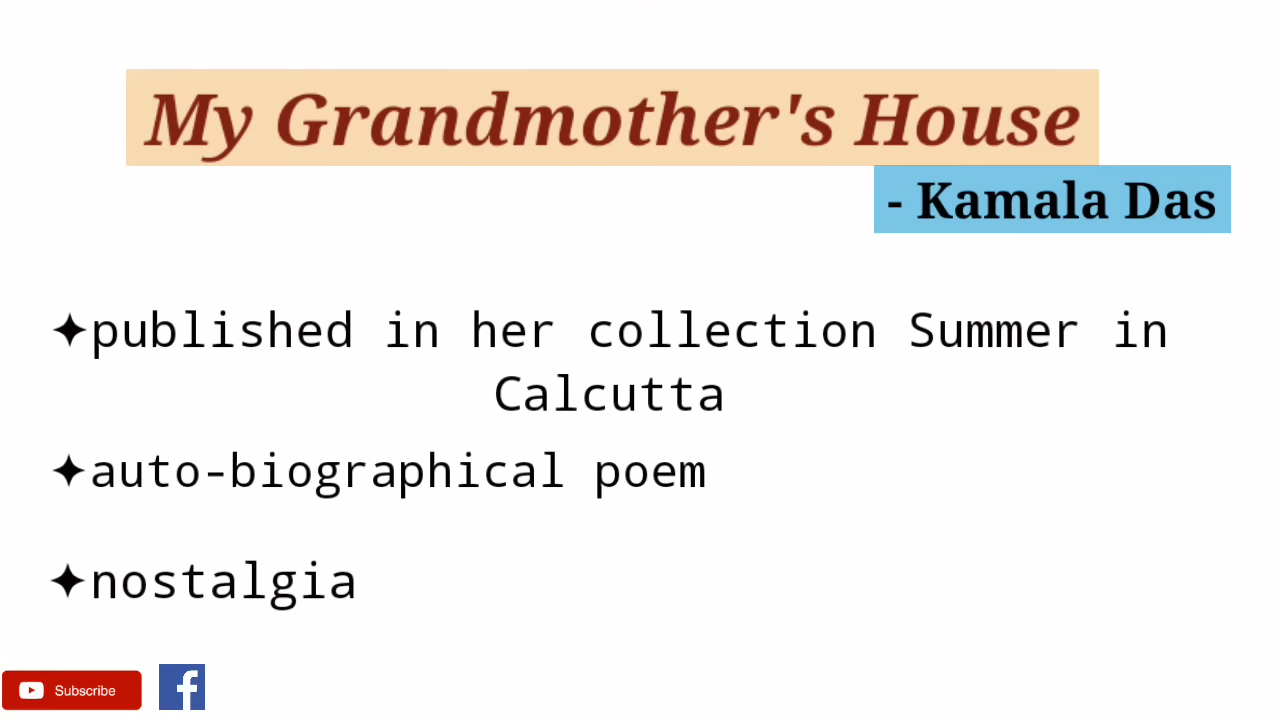 My Grandmother's House
- Kamala Das
✦published in her collection Summer in
Calcutta
✦auto-biographical poem
✦nostalgia
Subscribe